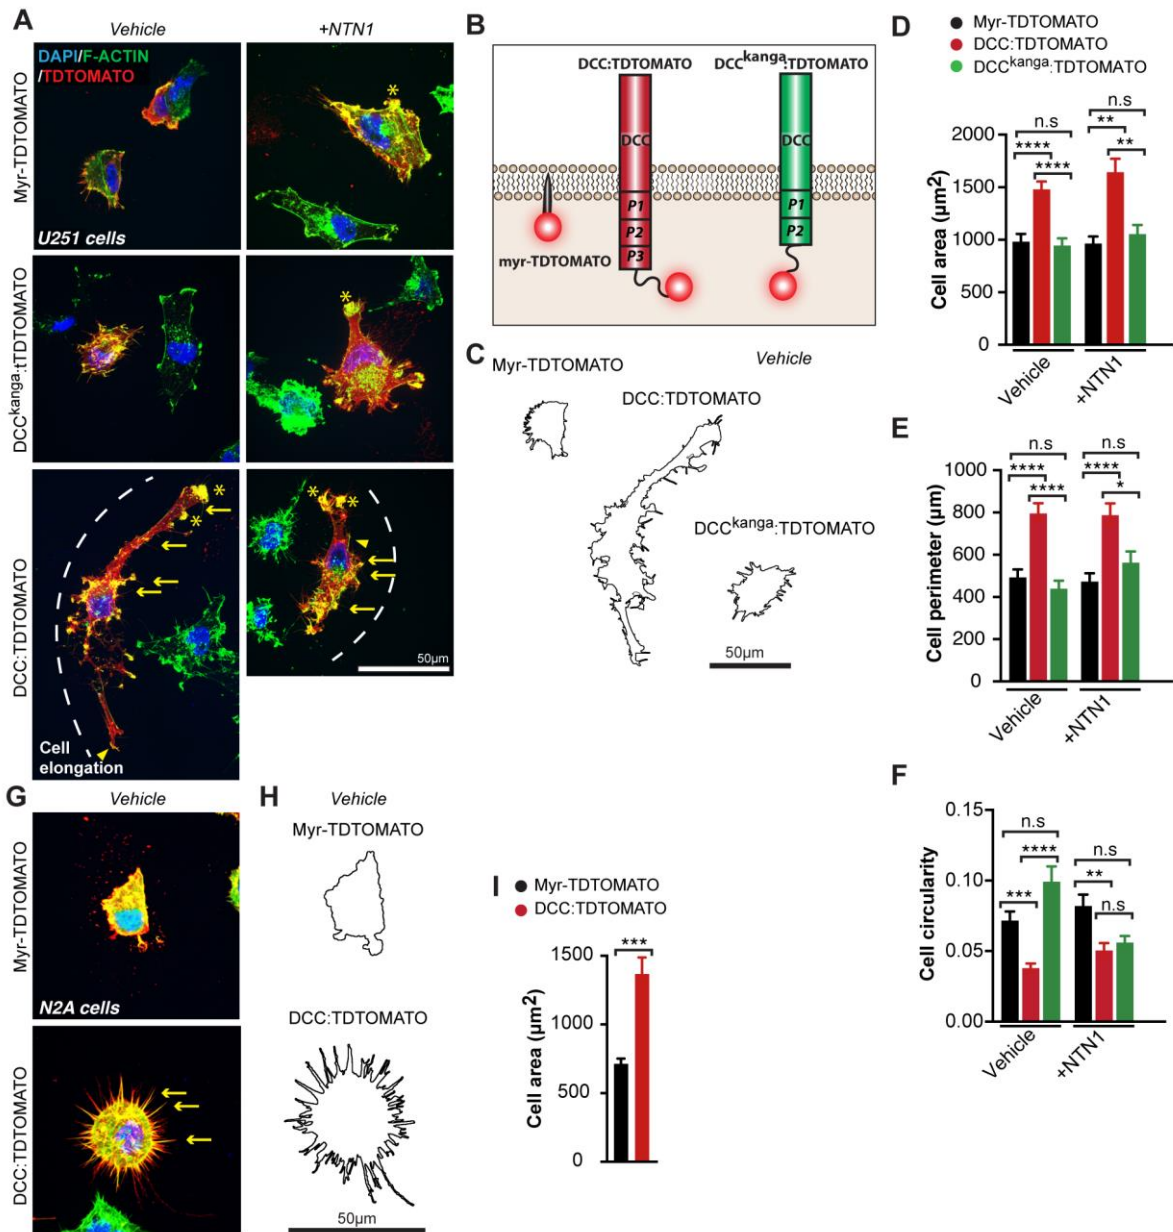 A
Vehicle
+NTN1
DAPI/F-ACTIN
/TDTOMATO
Myr-TDTOMATO
U251 cells
DCCkanga:tTDTOMATO
DCC:TDTOMATO
* 
Cell
elongation
50µm
B
DCC:TDTOMATO
DCCkanga:TDTOMATO
DCC
DCC
P1
P2
P3
P1
P2
myr-TDTOMATO
C
Vehicle
Myr-TDTOMATO
DCC:TDTOMATO
DCCkanga:TDTOMATO
50µm
D
Myr-TDTOMATO
DCC:TDTOMATO
DCCkanga:TDTOMATO
n.s
n.s
**
****
****
**
2000
1500
1000
500
0
Cell area (µm2)
Vehicle
+NTN1
E
n.s
n.s
****
****
****
*
1000
800
600
400
200
0
Cell perimeter (µm)
Vehicle
+NTN1
F
0.15
0.10
0.05
0.00
n.s
****
***
n.s
**
n.s
Cell circularity
Vehicle
+NTN1
G
Vehicle
Myr-TDTOMATO
N2A cells
DCC:TDTOMATO
H
Vehicle
Myr-TDTOMATO
DCC:TDTOMATO
50µm
I
Myr-TDTOMATO
DCC:TDTOMATO
***
1500
1000
500
0
Cell area (µm2)